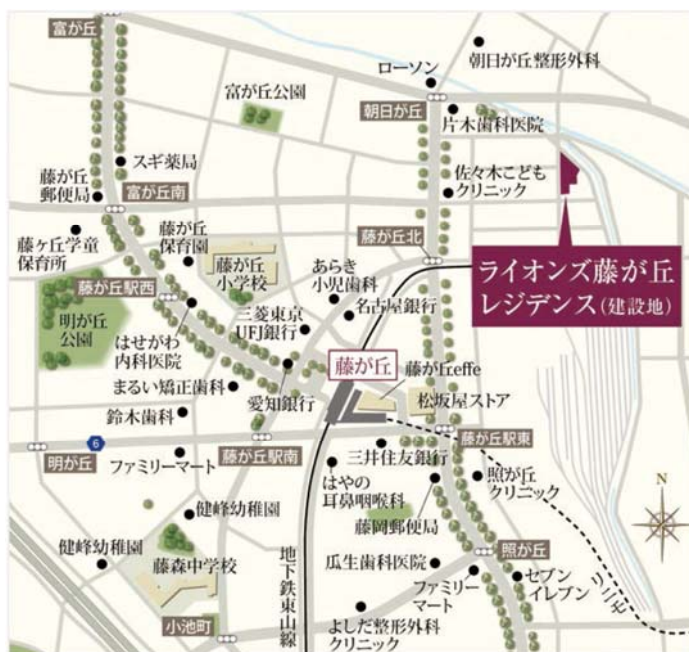 富が丘
朝日が丘整形外科
ローソン
富が丘公園
朝日が丘
片木歯科医院
スギ薬局
藤が丘
郵便局
富が丘南
佐々木こども
クリニック
藤ヶ丘学童
保育所
藤が丘
保育園
藤が丘北
藤が丘
小学校
あらき
小児歯科
ライオンズ藤が丘
レジデンス(建設地)
藤が丘駅西
名古屋銀行
明が丘
公園
はせがわ
内科医院
三菱東京
UFJ銀行
藤が丘
藤が丘effe
まるい矯正歯科
愛知銀行
松坂屋ストア
鈴木歯科
6
明が丘
ファミリーマート
藤が丘駅南
三井住友銀行
藤が丘駅東
はやの
耳鼻咽喉科
照が丘
クリニック
N
藤岡郵便局
健峰幼稚園
健峰幼稚園
藤森中学校
地下鉄東山線
瓜生歯科医院
照が丘
ファミリー
マート
セブン
イレブン
リニモ
小池町
よしだ整形外科
クリニック